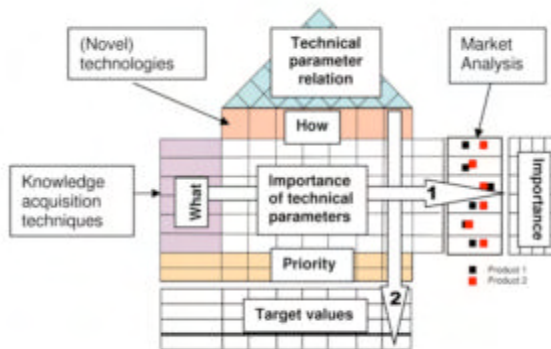 (Novel)
technologies
Technical
parameter
relation
Market
Analysis
How
Knowledge
acquisition
techniques
What
Importance
of technical
parameters
1
Importance
Priority
Product 1
Product 2
2
Target values